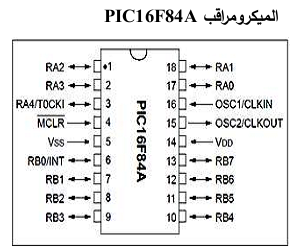 الميكرومراقب PIC16F84A
RA2 1 18 RA1
RA3 2 17 RA0
RA4/T0CKI 3 16 OSC1/CLKIN
MCLR 4 15 OSC2/CLKOUT
VSS 5 14 VDD
RB0/INT 6 13 RB7
RB1 7 12 RB6
RB2 8 11 RB5
RB3 9 10 RB4
PIC16F84A